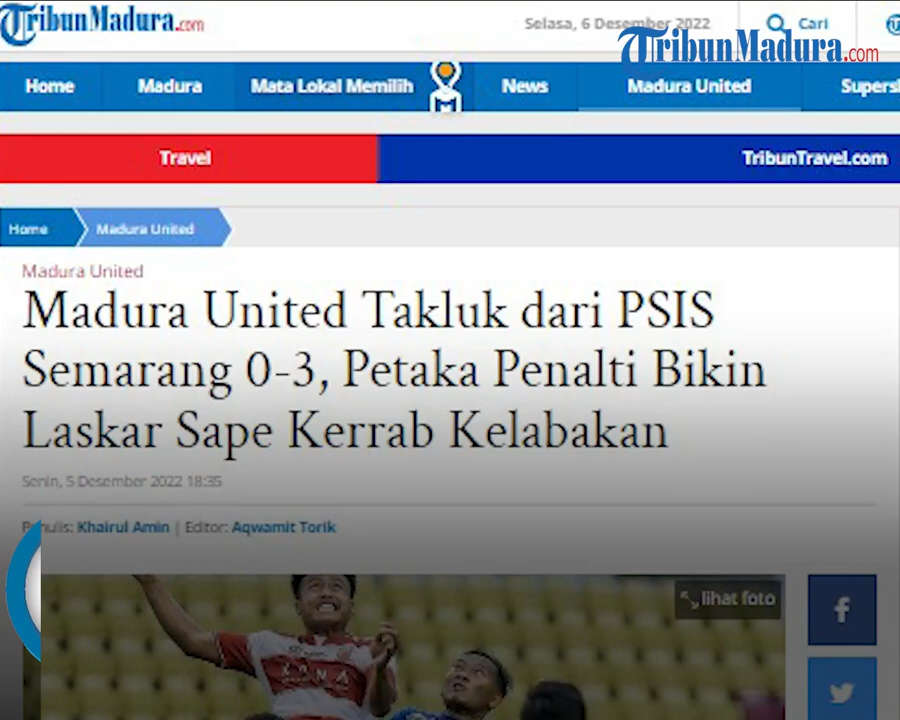 TribunMadura.com
Selasa, 6 Desember 2022
Cari
TribunMadura.com
Home
Madura
Mata Lokal Memilih
News
Madura United
Supers
Travel
TribunTravel.com
Home
Madura United
Madura United
Madura United Takluk dari PSIS
Semarang 0-3, Petaka Penalti Bikin
Laskar Sape Kerrab Kelabakan
Senin, 5 Desember 2022 18:35
Penulis: Khairul Amin | Editor: Aqwamit Torik
lihat foto